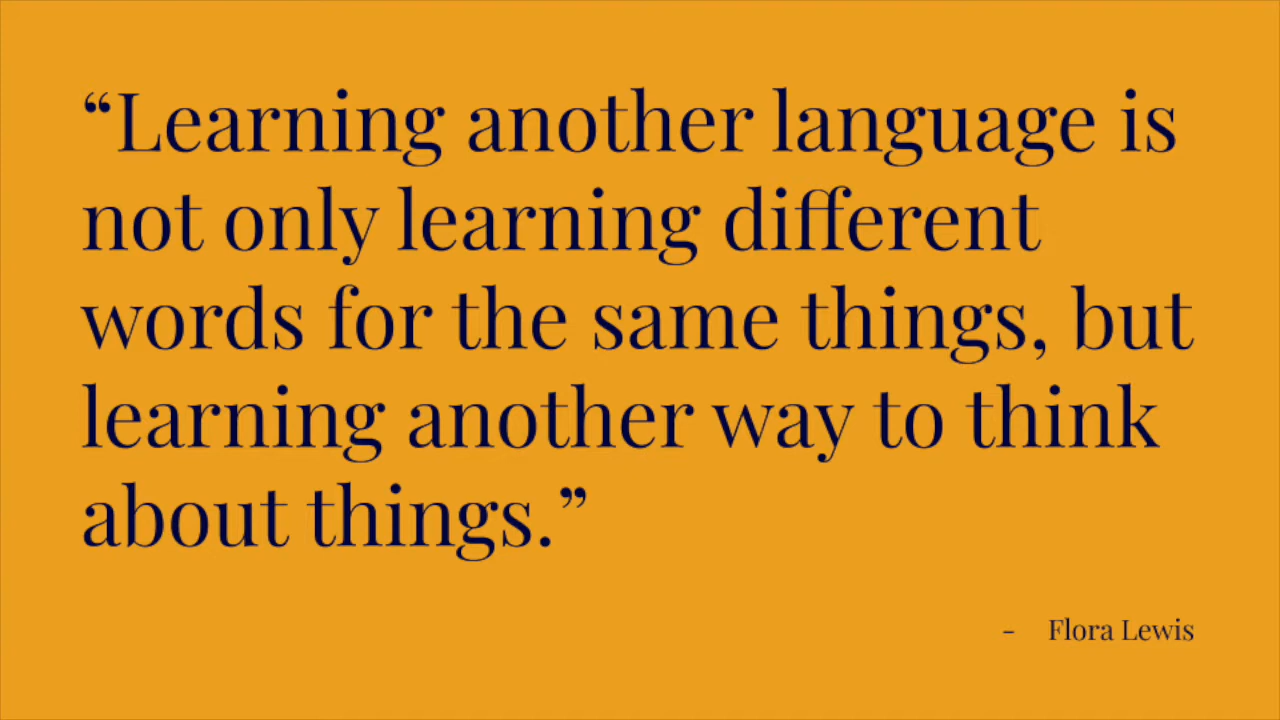 “Learning another language is
not only learning different
words for the same things, but
learning another way to think
about things.”
- Flora Lewis